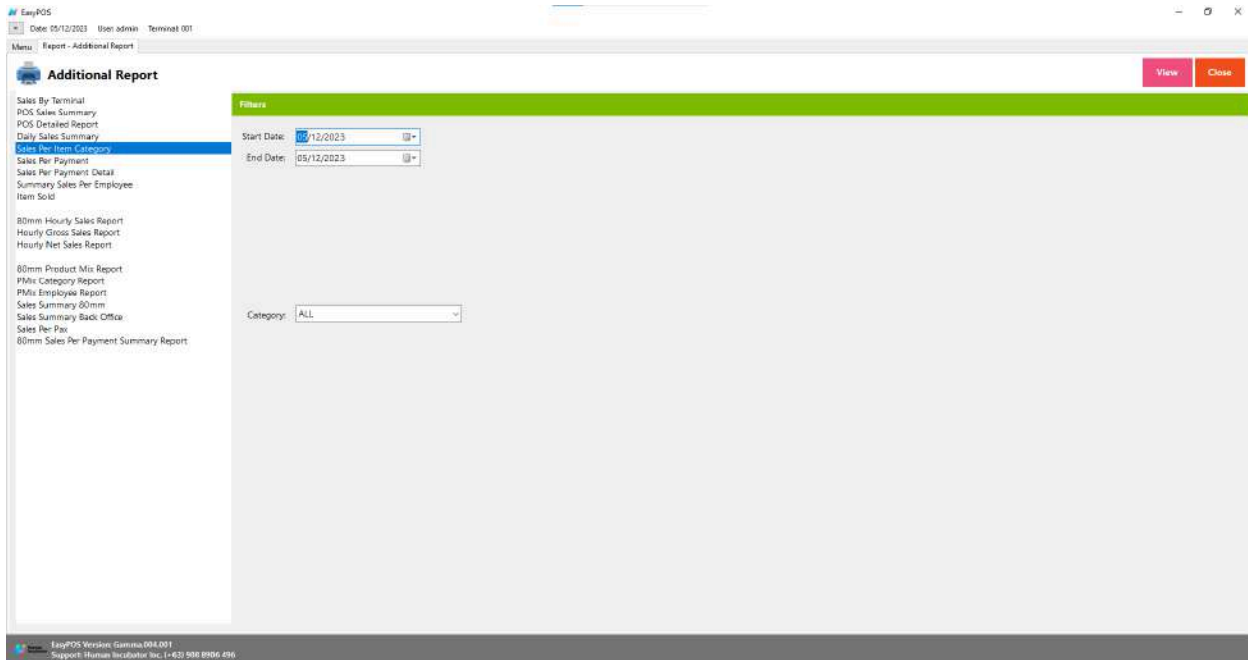 EasyPOS
Date: 05/12/2023 User: admin Terminal: 001
Menu Report - Additional Report
Additional Report
View Close
Sales By Terminal
POS Sales Summary
POS Detailed Report
Daily Sales Summary
Sales Per Item Category
Sales Per Payment
Sales Per Payment Detail
Summary Sales Per Employee
Item Sold
80mm Hourly Sales Report
Hourly Gross Sales Report
Hourly Net Sales Report
80mm Product Mix Report
PMix Category Report
PMix Employee Report
Sales Summary 80mm
Sales Summary Back Office
Sales Per Pax
80mm Sales Per Payment Summary Report
Filters
Start Date: 05/12/2023
End Date: 05/12/2023
Category: ALL
EasyPOS Version: Gamma.004.001
Support: Human Incubator Inc. (+63) 908 8906 496